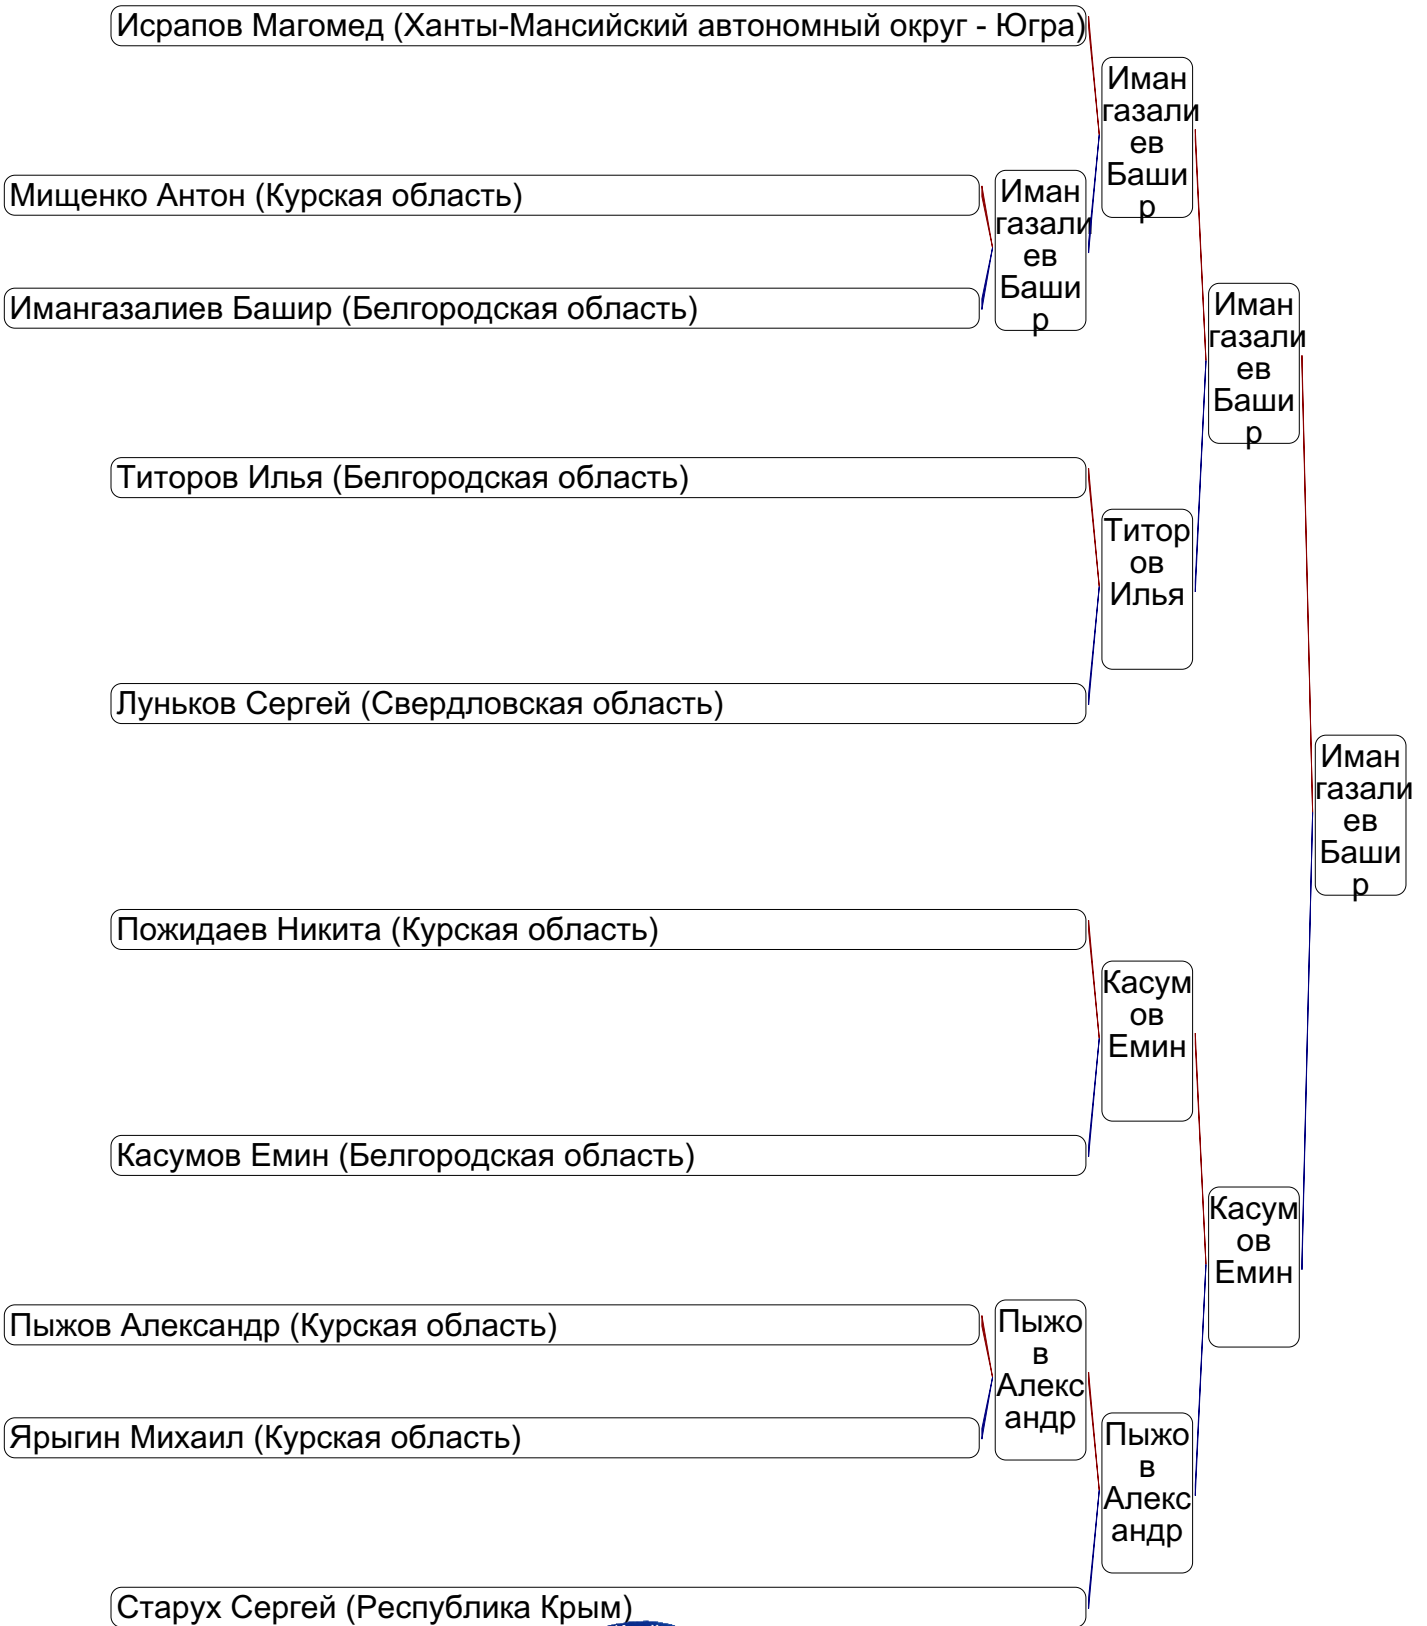 Исрапов Магомед (Ханты-Мансийский автономный округ - Югра)
Иман
газали
ев
Баши
р
Мищенко Антон (Курская область)
Иман
газали
ев
Баши
р
Имангазалиев Башир (Белгородская область)
Иман
газали
ев
Баши
р
Титоров Илья (Белгородская область)
Титор
ов
Илья
Луньков Сергей (Свердловская область)
Иман
газали
ев
Баши
р
Пожидаев Никита (Курская область)
Касум
ов
Емин
Касумов Емин (Белгородская область)
Касум
ов
Емин
Пыжов Александр (Курская область)
Пыжо
в
Алекс
андр
Ярыгин Михаил (Курская область)
Пыжо
в
Алекс
андр
Старух Сергей (Республика Крым)